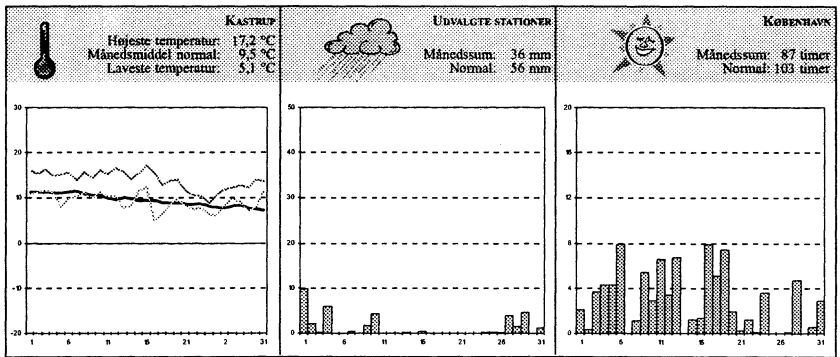 KASTRUP
Højeste temperatur: 17,2 °C
Månedsmiddel normal: 9,5 °C
Laveste temperatur: 5,1 °C
30
20
10
0
-10
-20
1 6 11 16 21 2 31
UDVALGTE STATIONER
Månedssum: 36 mm
Normal: 56 mm
50
40
30
20
10
0
1 6 11 16 21 26 31
KØBENHAVN
Månedssum: 87 timer
Normal: 103 timer
20
16
12
8
4
0
1 6 11 16 21 26 31